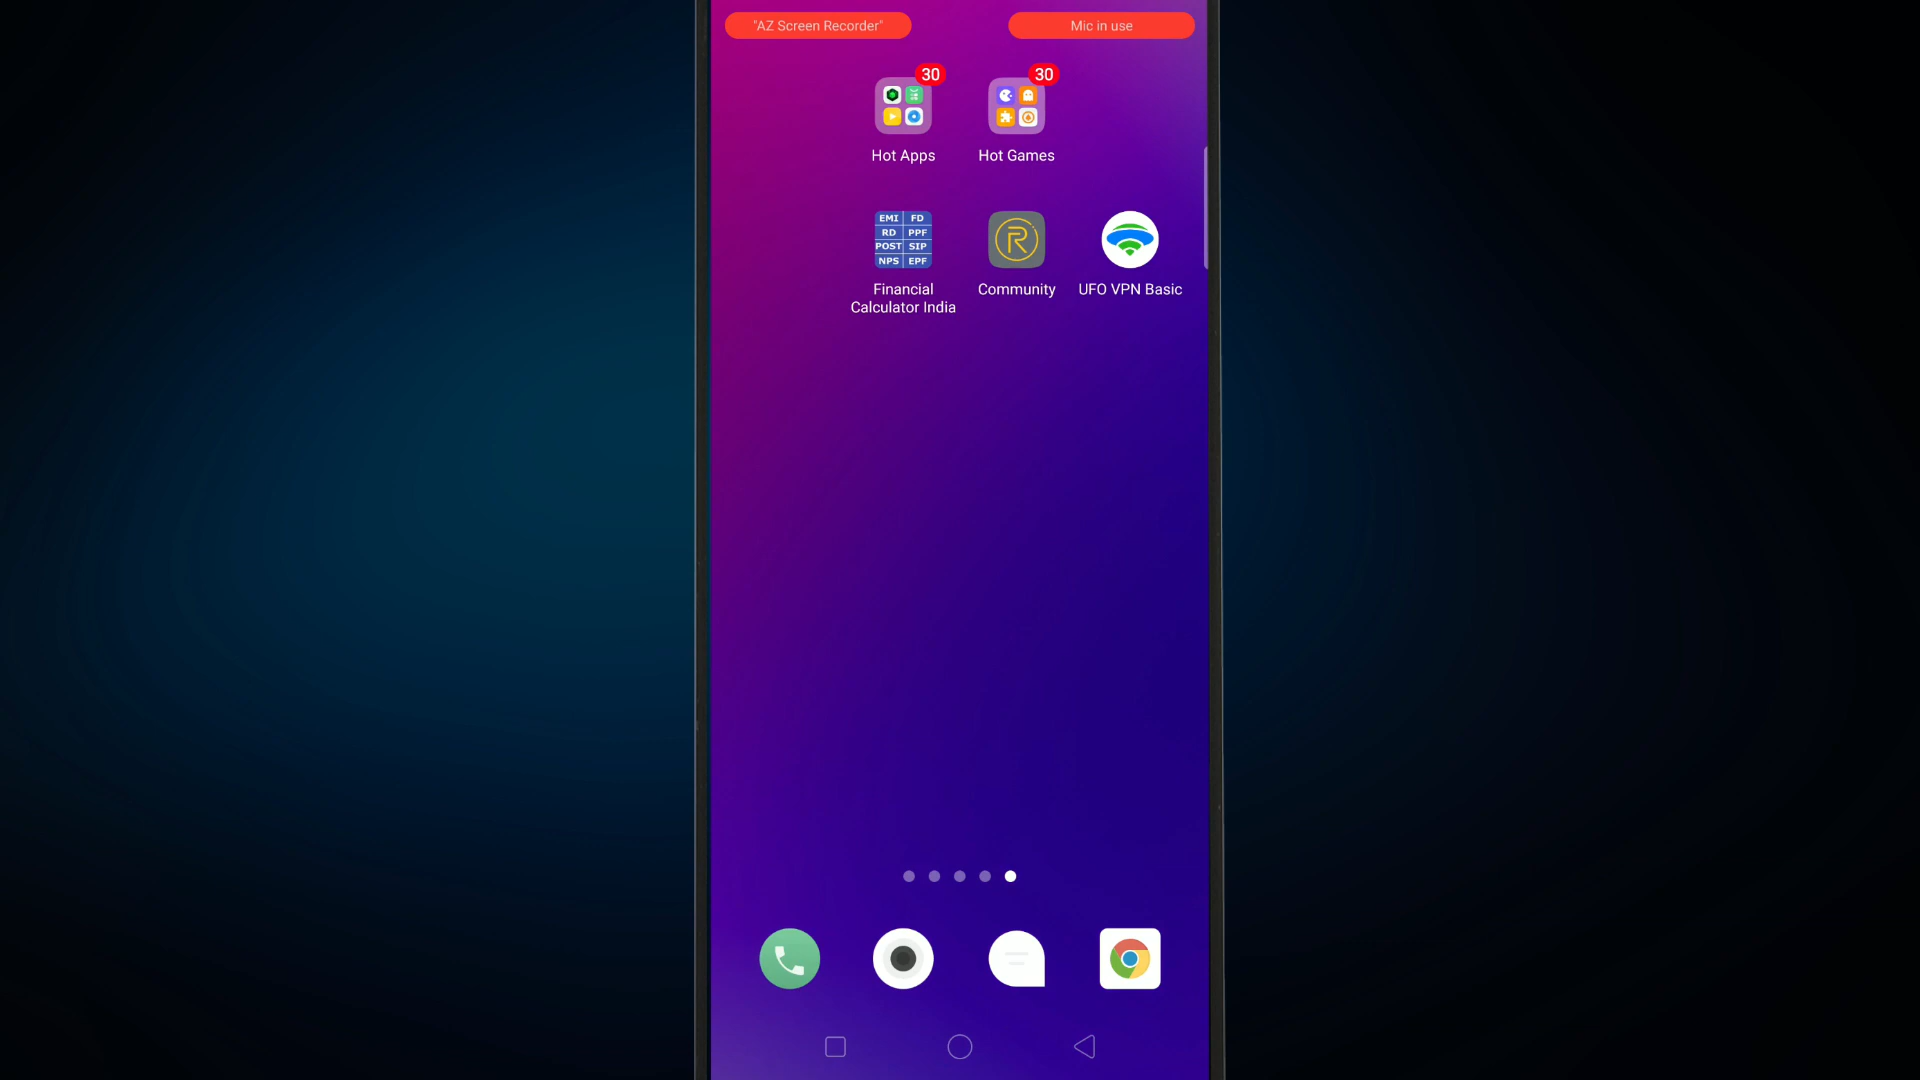 "AZ Screen Recorder"
Mic in use
30
30
Hot Apps
Hot Games
EMI FD
RD PPF
POST SIP
NPS EPF
R
Financial
Calculator India
Community
UFO VPN Basic